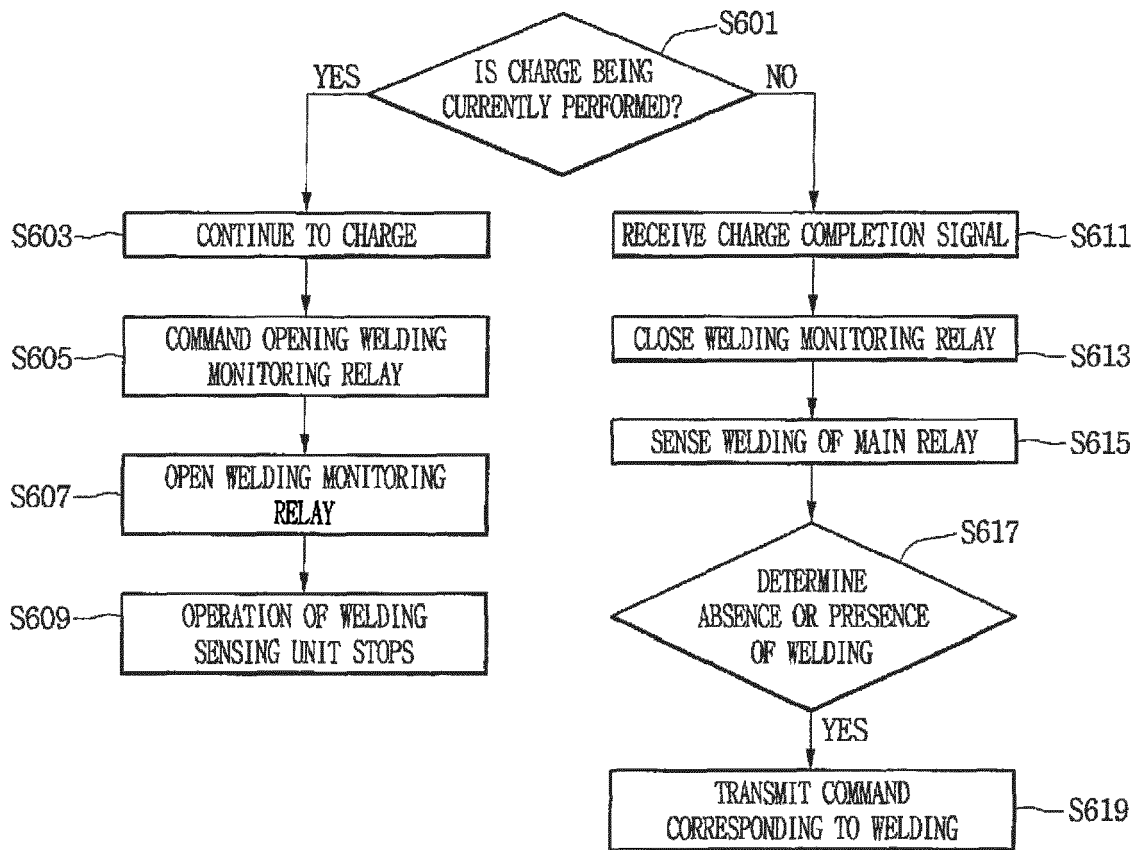 S601
IS CHARGE BEING
CURRENTLY PERFORMED?
YES
NO
S603
CONTINUE TO CHARGE
S605
COMMAND OPENING WELDING
MONITORING RELAY
S607
OPEN WELDING MONITORING
RELAY
S609
OPERATION OF WELDING
SENSING UNIT STOPS
RECEIVE CHARGE COMPLETION SIGNAL
S611
CLOSE WELDING MONITORING RELAY
S613
SENSE WELDING OF MAIN RELAY
S615
S617
DETERMINE
ABSENCE OR PRESENCE
OF WELDING
YES
TRANSMIT COMMAND
CORRESPONDING TO WELDING
S619